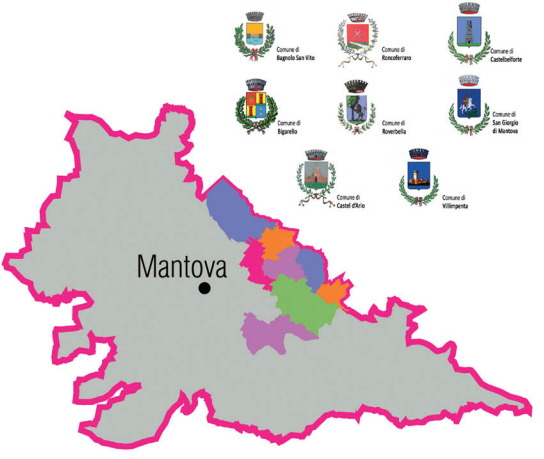 Comune di
Bagnolo San Vito
Comune di
Roncoferraro
Comune di
Castelbelforte
Comune di
Bigarello
Comune di
Roverbella
Comune di
San Giorgio
di Mantova
Comune di
Castel d'Ario
Comune di
Villimpenta
Mantova